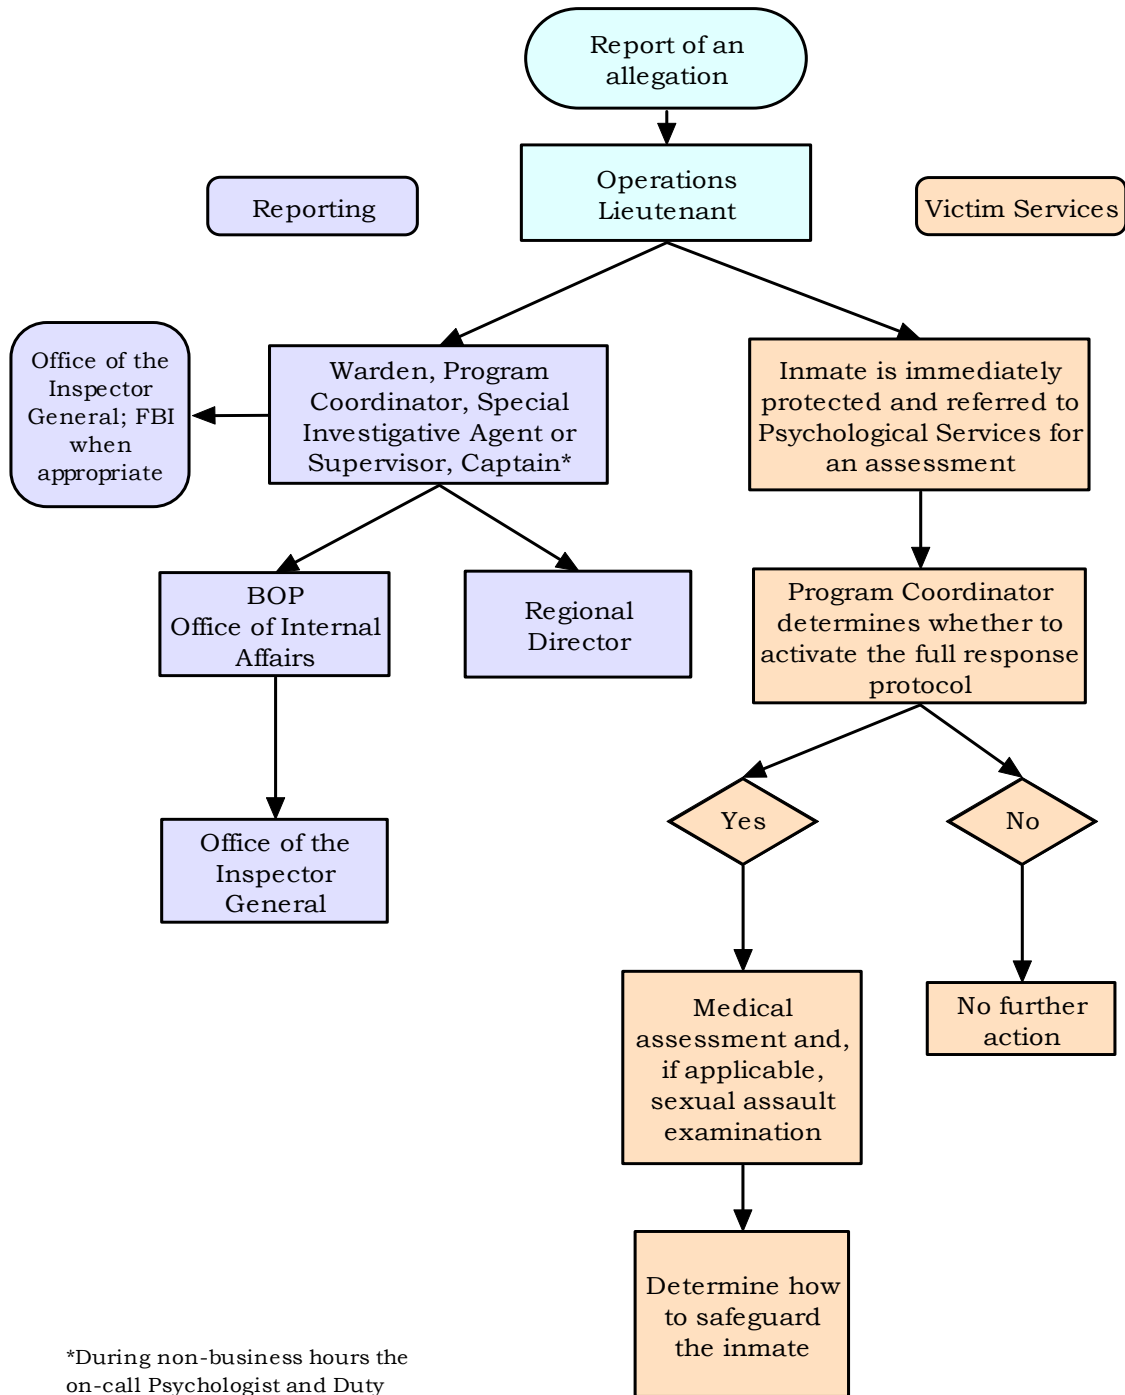 Report of an
allegation
Operations
Lieutenant
Reporting
Victim Services
Office of the
Inspector
General; FBI
when
appropriate
Warden, Program
Coordinator, Special
Investigative Agent or
Supervisor, Captain*
Inmate is immediately
protected and referred to
Psychological Services for
an assessment
BOP
Office of Internal
Affairs
Regional
Director
Program Coordinator
determines whether to
activate the full response
protocol
Yes
No
Office of the
Inspector
General
Medical
assessment and,
if applicable,
sexual assault
examination
No further
action
Determine how
to safeguard
the inmate
*During non-business hours the
on-call Psychologist and Duty